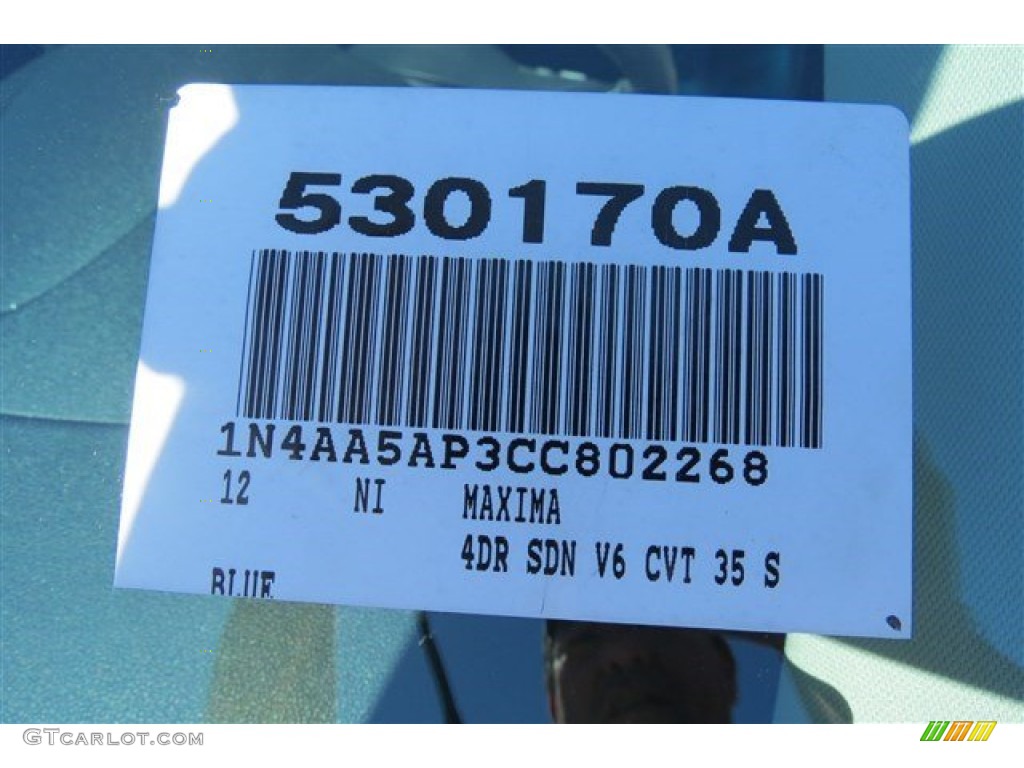 530170A
1N4AA5AP3CC802268
12 NI MAXIMA
4DR SDN V6 CVT 35 S
BLUE
GTCARLOT.COM